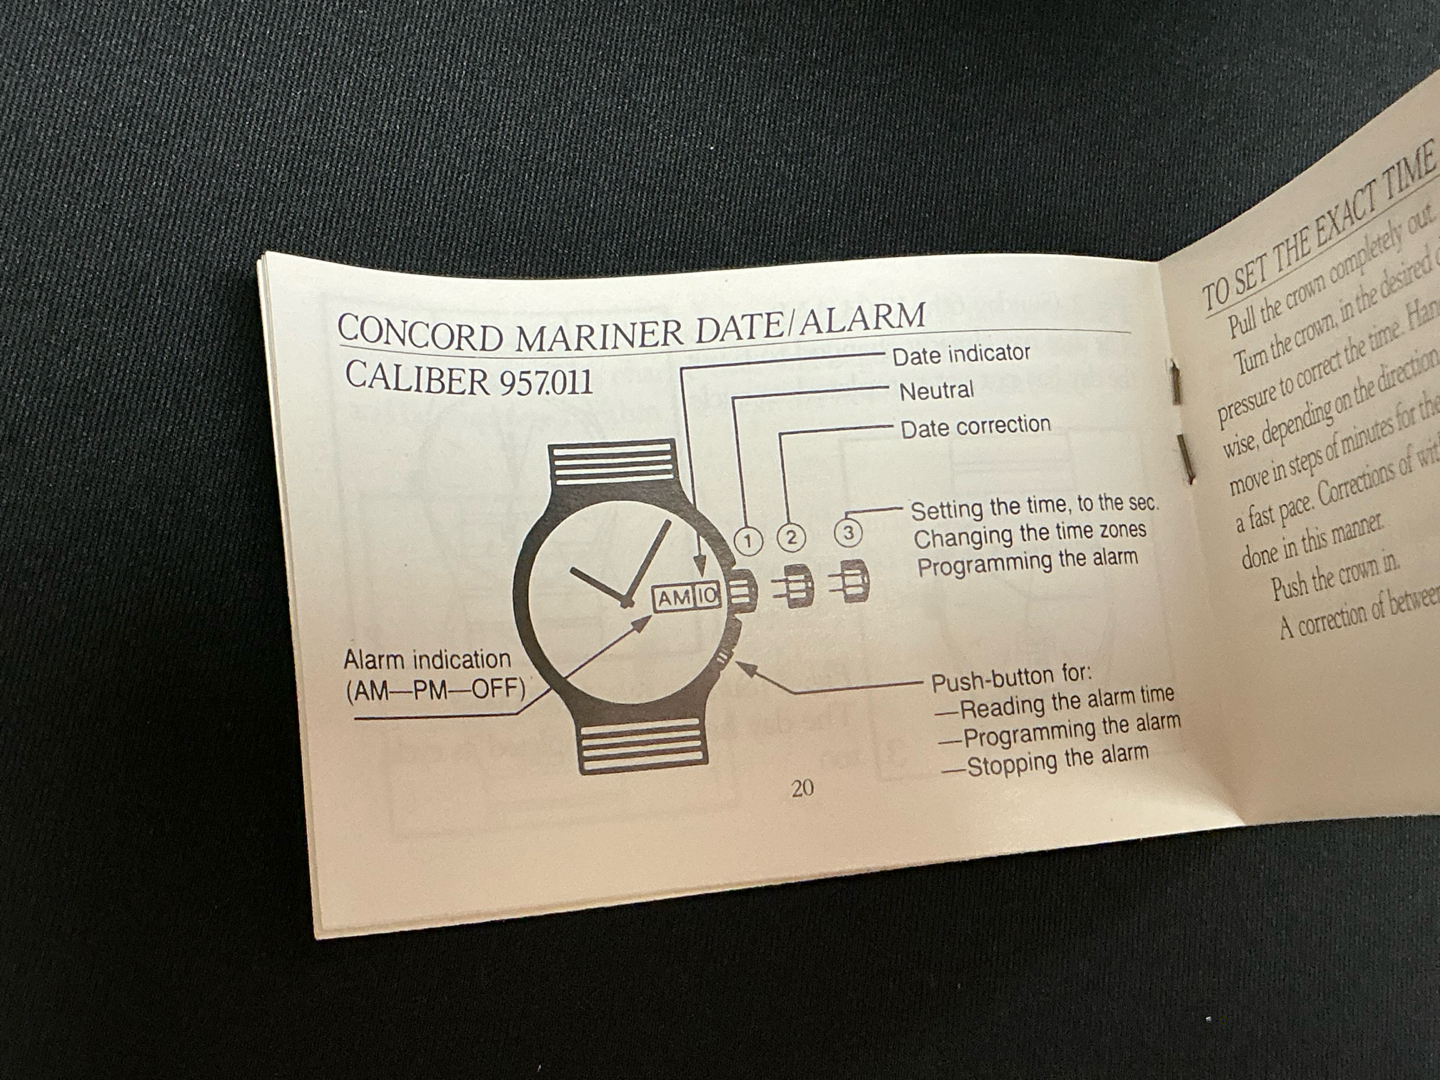 CONCORD MARINER DATE/ALARM
CALIBER 957.011
Date indicator
Neutral
Date correction
1
2
3
Setting the time, to the sec.
Changing the time zones
Programming the alarm
AM 10
Alarm indication
(AM—PM—OFF)
Push-button for:
—Reading the alarm time
—Programming the alarm
—Stopping the alarm
20
TO SET THE EXACT TIME
Pull the crown completely out.
Turn the crown, in the desired
pressure to correct the time.
wise, depending on the direction,
move in steps of minutes for the
a fast pace. Corrections of
done in this manner.
Push the crown in.
A correction of between